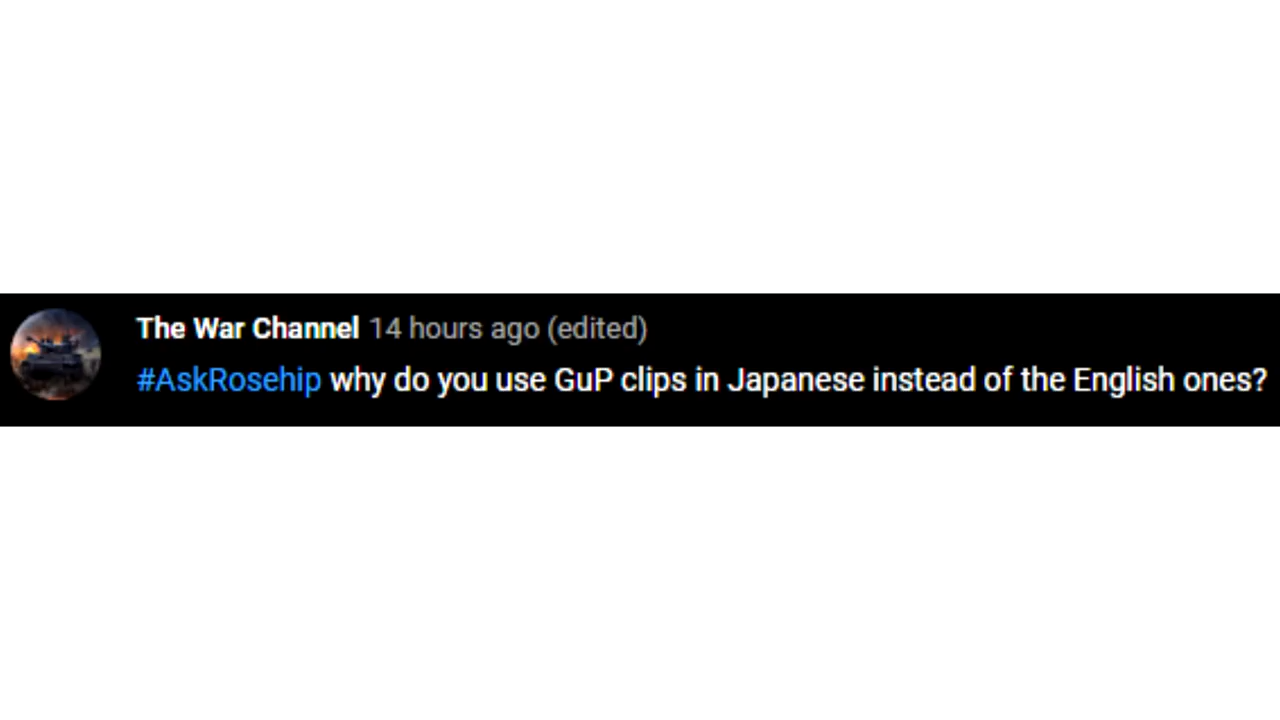 The War Channel 14 hours ago (edited)
#AskRosehip why do you use GuP clips in Japanese instead of the English ones?